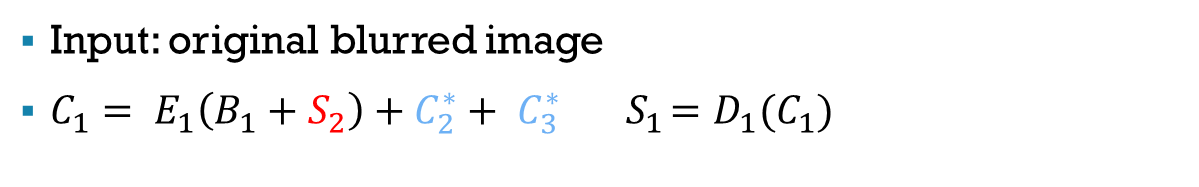 ▪ Input: original blurred image
▪ C₁ = E₁(B₁ + S₂) + C₂* + C₃* S₁ = D₁(C₁)